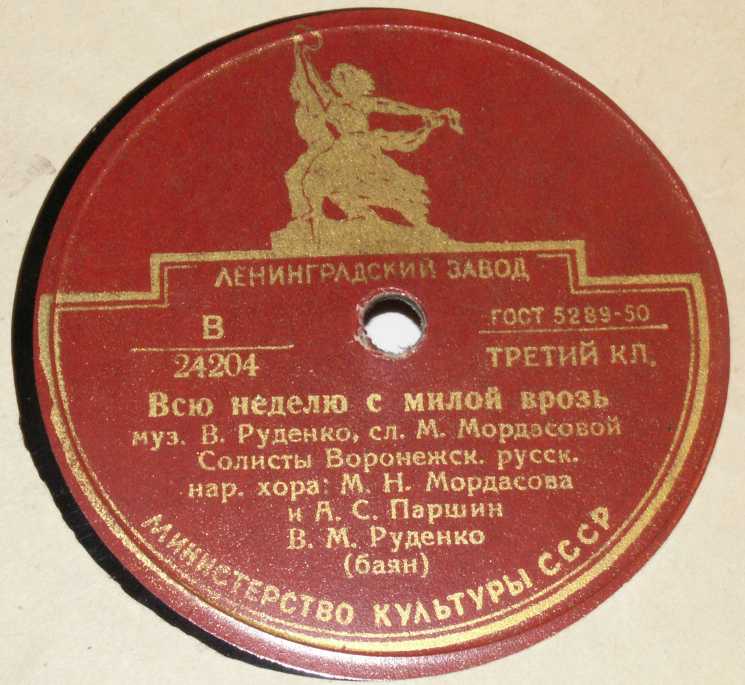 ЛЕНИНГРАДСКИЙ ЗАВОД
В
24204
ГОСТ 5289-50
ТРЕТИЙ КЛ.
Всю неделю с милой врозь
муз. В. Руденко, сл. М. Мордасовой
Солисты Воронежск. русск.
нар. хора: М. Н. Мордасова
и А. С. Паршин
В. М. Руденко
(баян)
МИНИСТЕРСТВО КУЛЬТУРЫ СССР